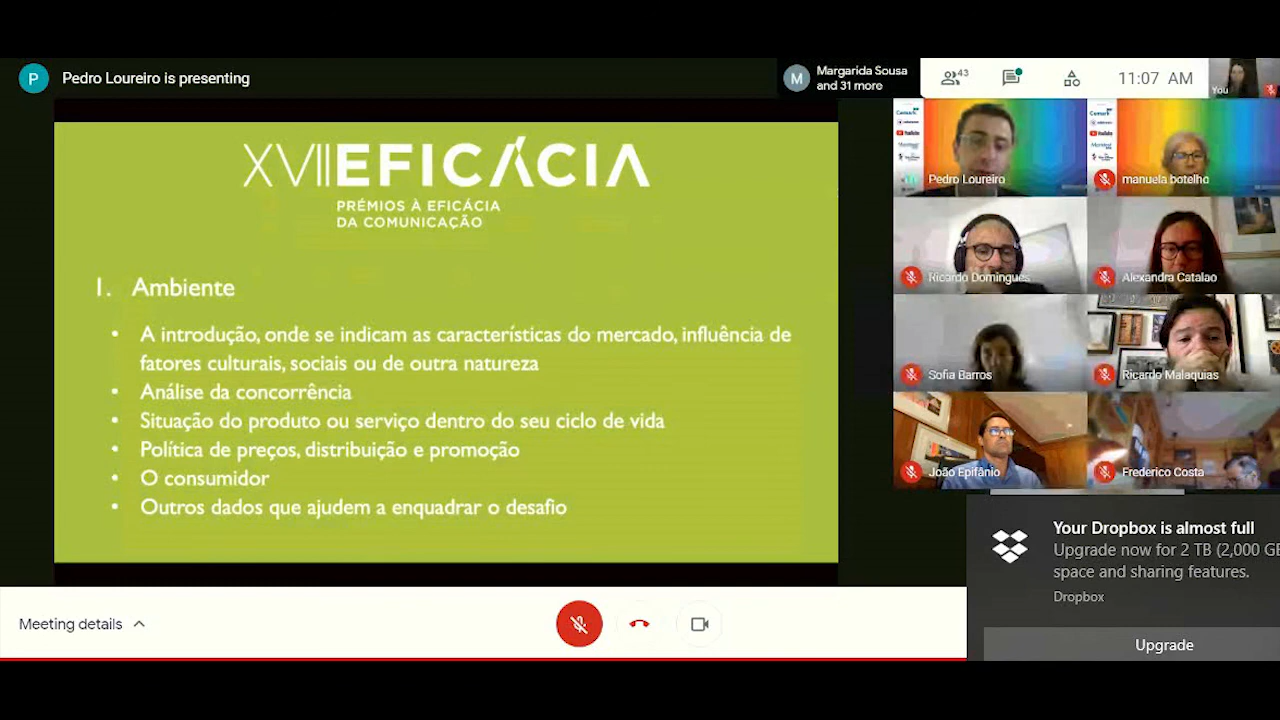 P
Pedro Loureiro is presenting
M
Margarida Sousa
and 31 more
43
11:07 AM
You
XVIIEFICÁCIA
PRÉMIOS À EFICÁCIA
DA COMUNICAÇÃO
1. Ambiente
• A introdução, onde se indicam as características do mercado, influência de
fatores culturais, sociais ou de outra natureza
• Análise da concorrência
• Situação do produto ou serviço dentro do seu ciclo de vida
• Política de preços, distribuição e promoção
• O consumidor
• Outros dados que ajudem a enquadrar o desafio
YouTube
Pedro Loureiro
YouTube
manuela botelho
Ricardo Domingues
Alexandra Catalao
Sofia Barros
Ricardo Malaquias
João Epifânio
Frederico Costa
Your Dropbox is almost full
Upgrade now for 2 TB (2,000 GB
space and sharing features.
Dropbox
Upgrade
Meeting details